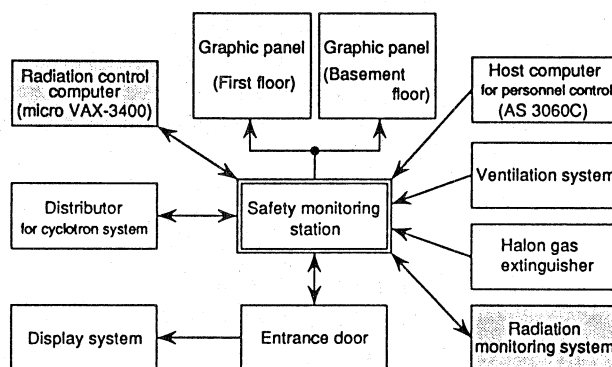 Graphic panel
(First floor)
Graphic panel
(Basement
floor)
Radiation control
computer
(micro VAX-3400)
Host computer
for personnel control
(AS 3060C)
Distributor
for cyclotron system
Safety monitoring
station
Ventilation system
Halon gas
extinguisher
Display system
Entrance door
Radiation
monitoring system